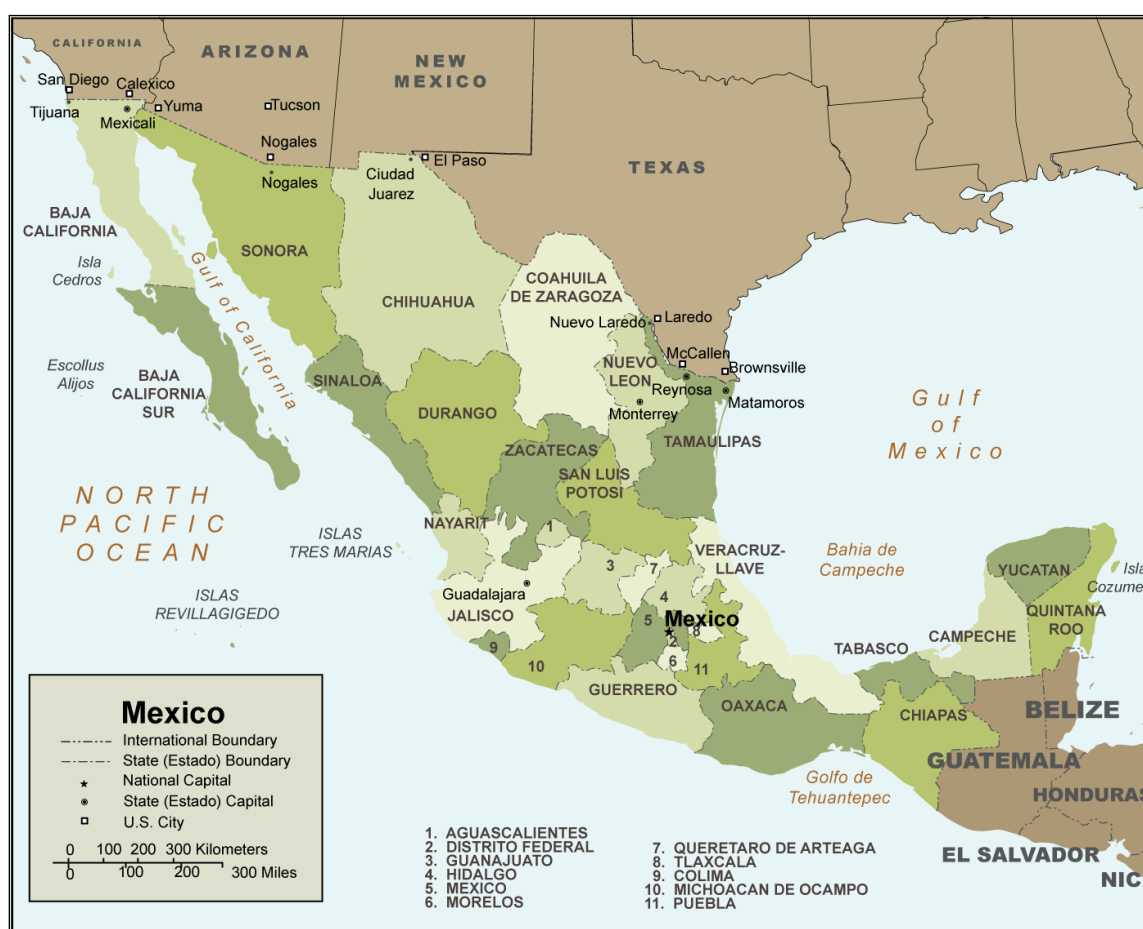 CALIFORNIA
ARIZONA
NEW
MEXICO
TEXAS
San Diego
Calexico
Tijuana
Mexicali
Yuma
Tucson
Nogales
Nogales
Ciudad
Juarez
El Paso
BAJA
CALIFORNIA
Isla
Cedros
SONORA
Gulf of California
CHIHUAHUA
COAHUILA
DE ZARAGOZA
Nuevo Laredo
Laredo
McCallen
NUEVO
LEON
Reynosa
Brownsville
Matamoros
Monterrey
Escollus
Alijos
BAJA
CALIFORNIA
SUR
SINALOA
DURANGO
ZACATECAS
TAMAULIPAS
SAN LUIS
POTOSI
Gulf
of
Mexico
NORTH
PACIFIC
OCEAN
ISLAS
TRES MARIAS
NAYARIT
1
3
7
4
VERACRUZ-
LLAVE
Bahia de
Campeche
YUCATAN
Isla
Cozume
QUINTANA
ROO
ISLAS
REVILLAGIGEDO
Guadalajara
JALISCO
5
Mexico
2
8
6
9
10
11
GUERRERO
OAXACA
TABASCO
CAMPECHE
CHIAPAS
BELIZE
GUATEMALA
HONDURAS
EL SALVADOR
NIC
Golfo de
Tehuantepec
Mexico
International Boundary
State (Estado) Boundary
National Capital
State (Estado) Capital
U.S. City
0 100 200 300 Kilometers
0 100 200 300 Miles
1. AGUASCALIENTES
2. DISTRITO FEDERAL
3. GUANAJUATO
4. HIDALGO
5. MEXICO
6. MORELOS
7. QUERETARO DE ARTEAGA
8. TLAXCALA
9. COLIMA
10. MICHOACAN DE OCAMPO
11. PUEBLA